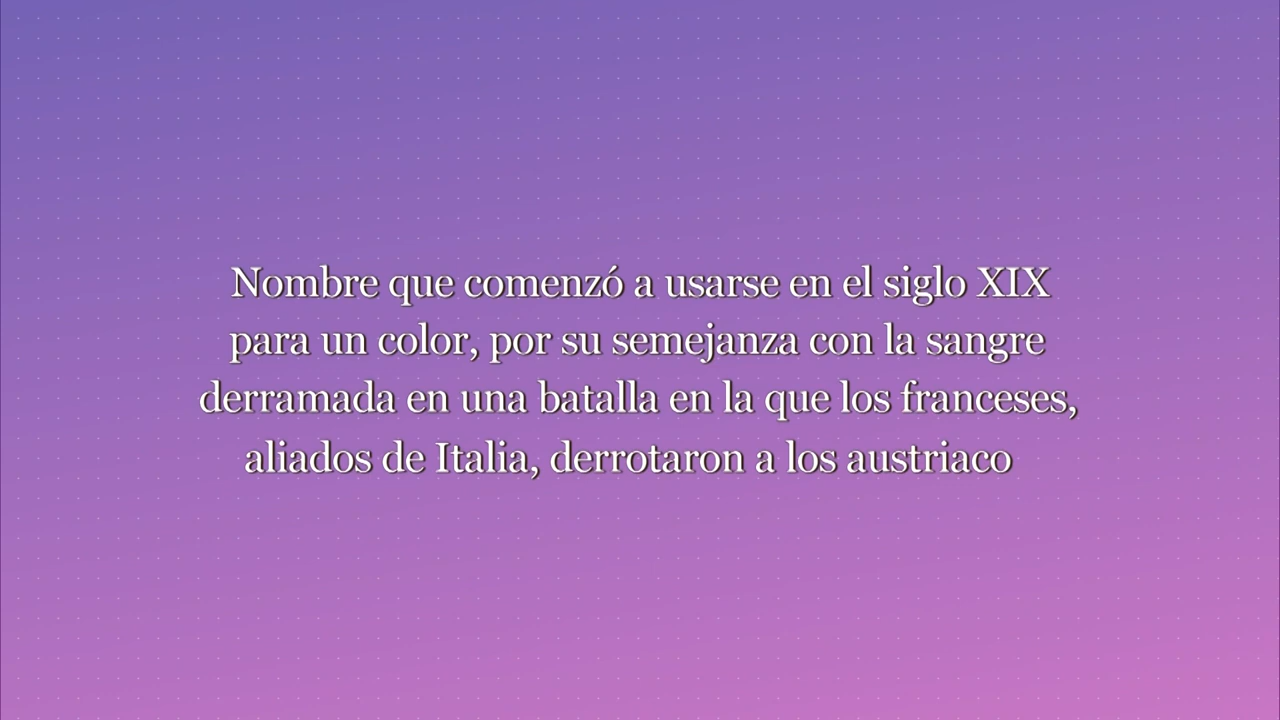 Nombre que comenzó a usarse en el siglo XIX
para un color, por su semejanza con la sangre
derramada en una batalla en la que los franceses,
aliados de Italia, derrotaron a los austriaco